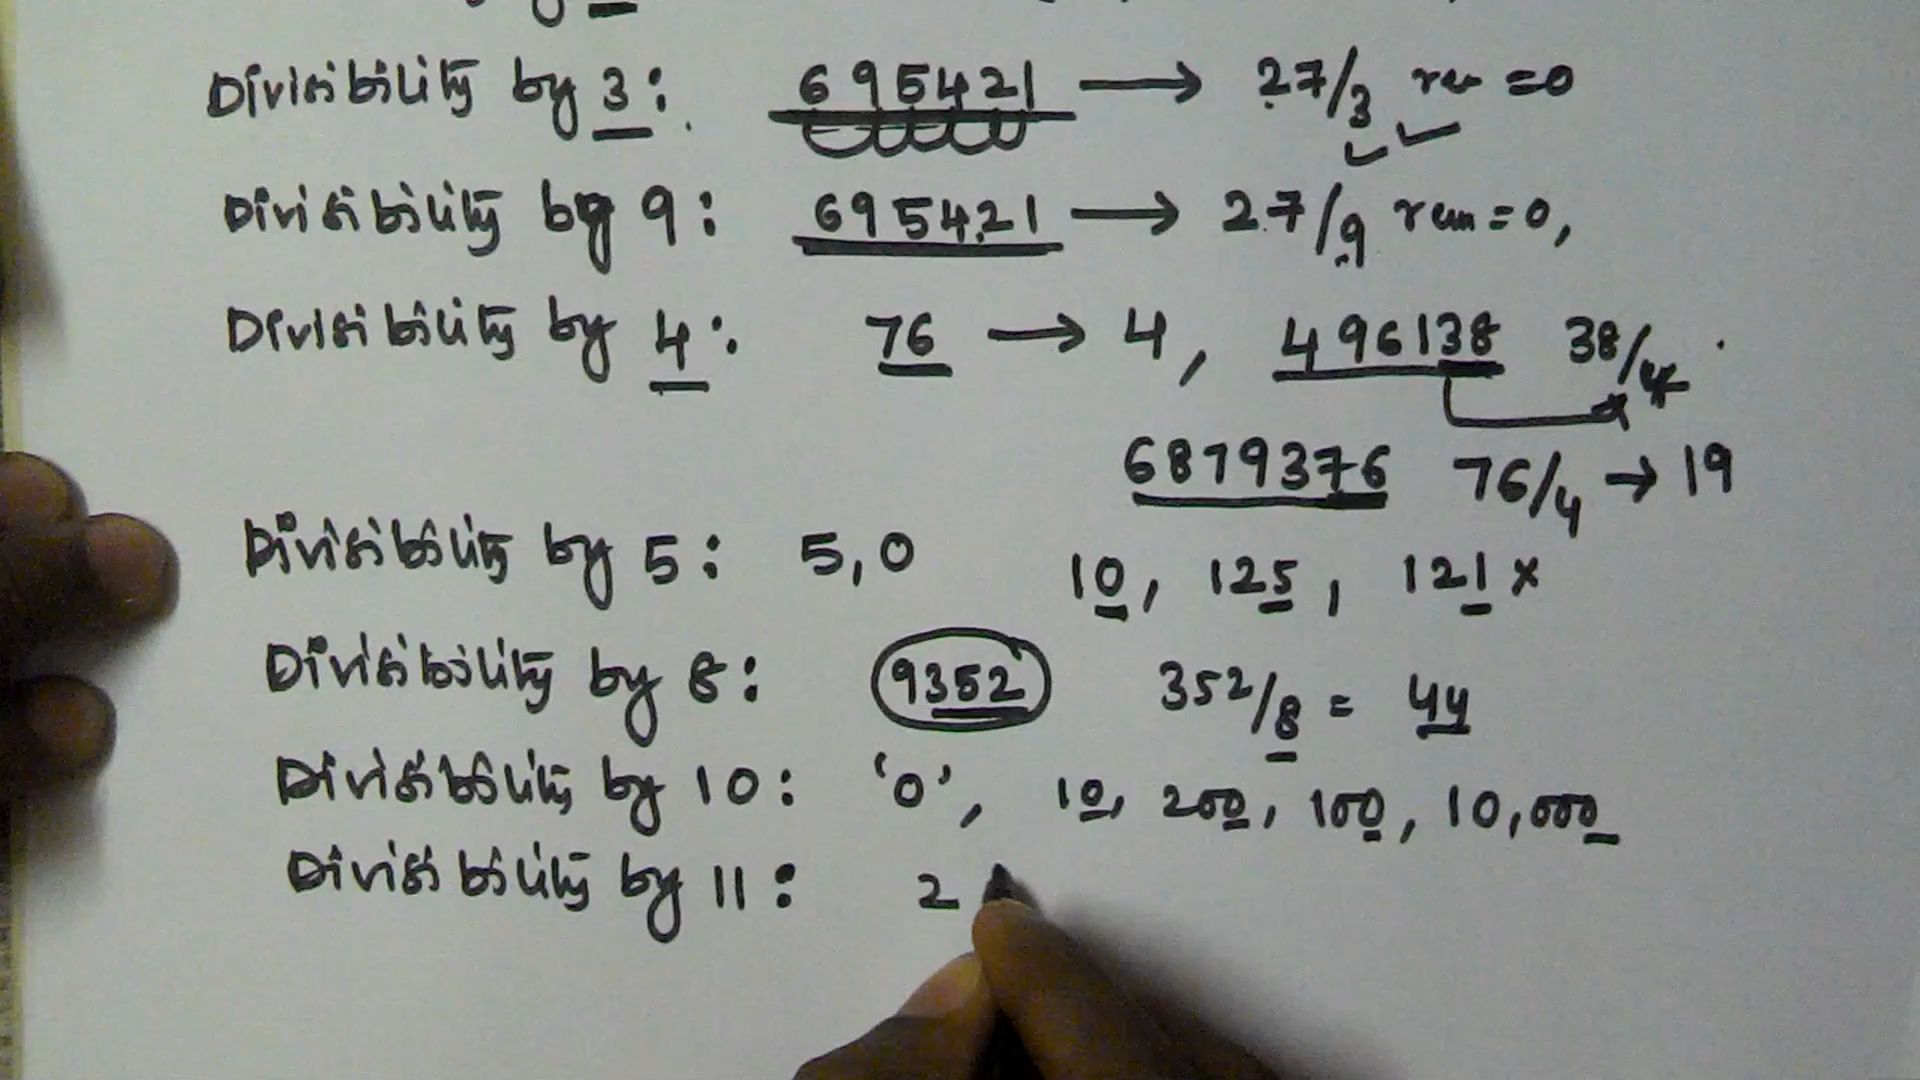 Divisibility by 3: 695421 → 27/3 rem = 0 ✓ ✓
Divisibility by 9: 695421 → 27/9 rem = 0,
Divisibility by 4: 76 → 4, 496138 38/4
6879376 76/4 → 19
Divisibility by 5: 5,0 10, 125, 121 ×
Divisibility by 8: 9352 352/8 = 44
Divisibility by 10: '0', 10, 200, 100, 10,000
Divisibility by 11: 2